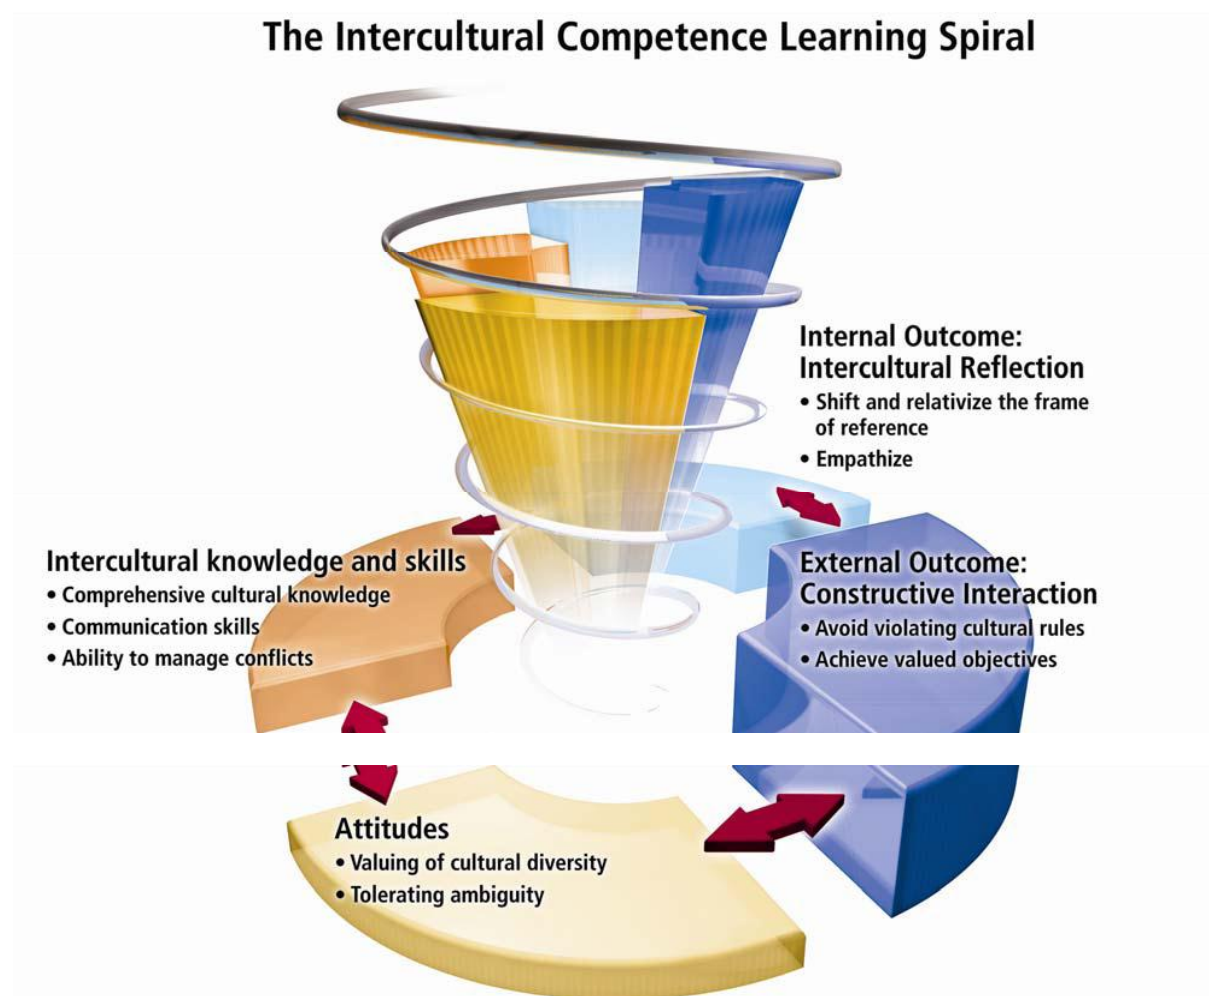 The Intercultural Competence Learning Spiral
Internal Outcome:
Intercultural Reflection
• Shift and relativize the frame
of reference
• Empathize
Intercultural knowledge and skills
• Comprehensive cultural knowledge
• Communication skills
• Ability to manage conflicts
External Outcome:
Constructive Interaction
• Avoid violating cultural rules
• Achieve valued objectives
Attitudes
• Valuing of cultural diversity
• Tolerating ambiguity